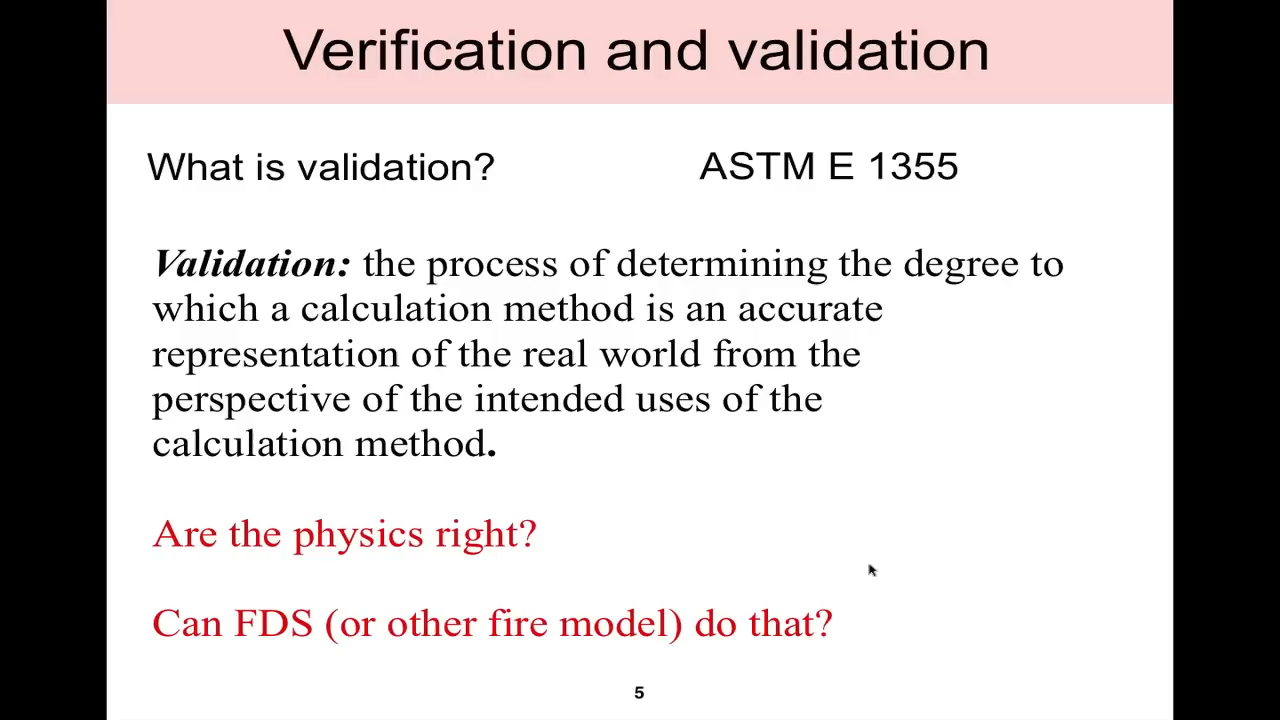 Verification and validation
What is validation?
ASTM E 1355
Validation: the process of determining the degree to
which a calculation method is an accurate
representation of the real world from the
perspective of the intended uses of the
calculation method.
Are the physics right?
Can FDS (or other fire model) do that?
5